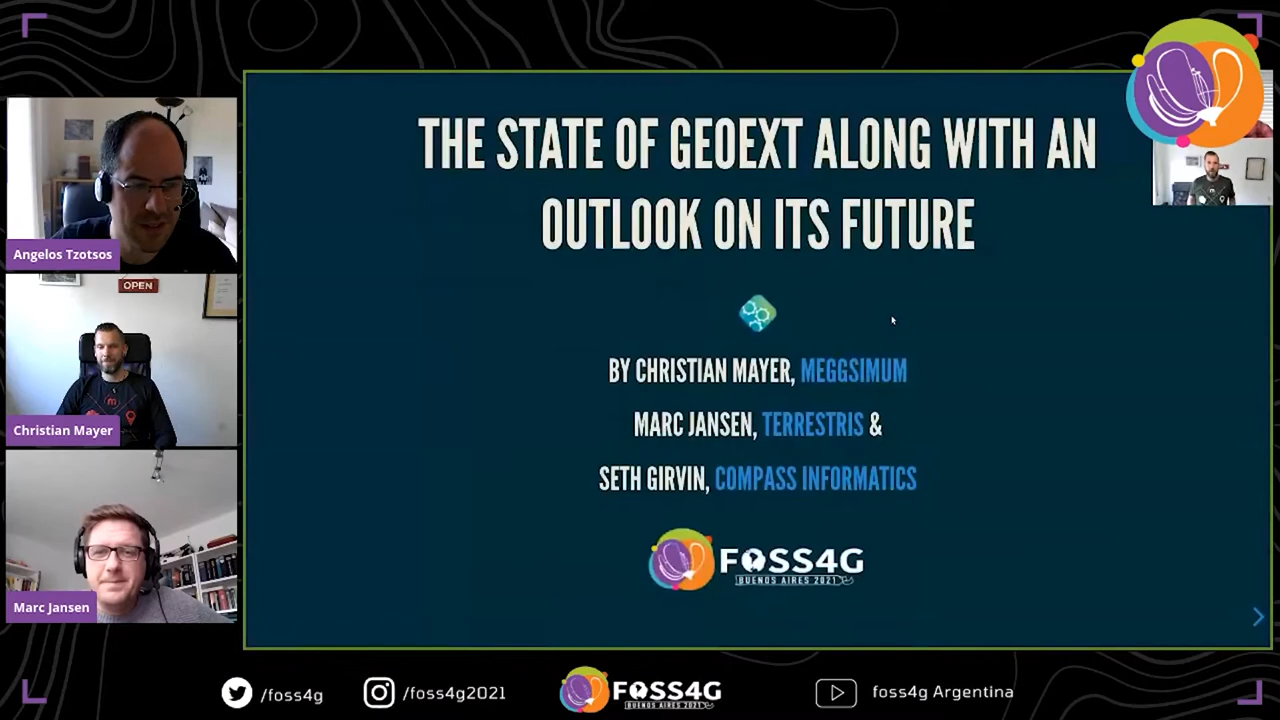 THE STATE OF GEOEXT ALONG WITH AN
OUTLOOK ON ITS FUTURE
BY CHRISTIAN MAYER, MEGGSIMUM
MARC JANSEN, TERRESTRIS &
SETH GIRVIN, COMPASS INFORMATICS
FOSS4G
BUENOS AIRES 2021
Angelos Tzotsos
OPEN
Christian Mayer
m
Marc Jansen
/foss4g
/foss4g2021
FOSS4G
BUENOS AIRES 2021
foss4g Argentina